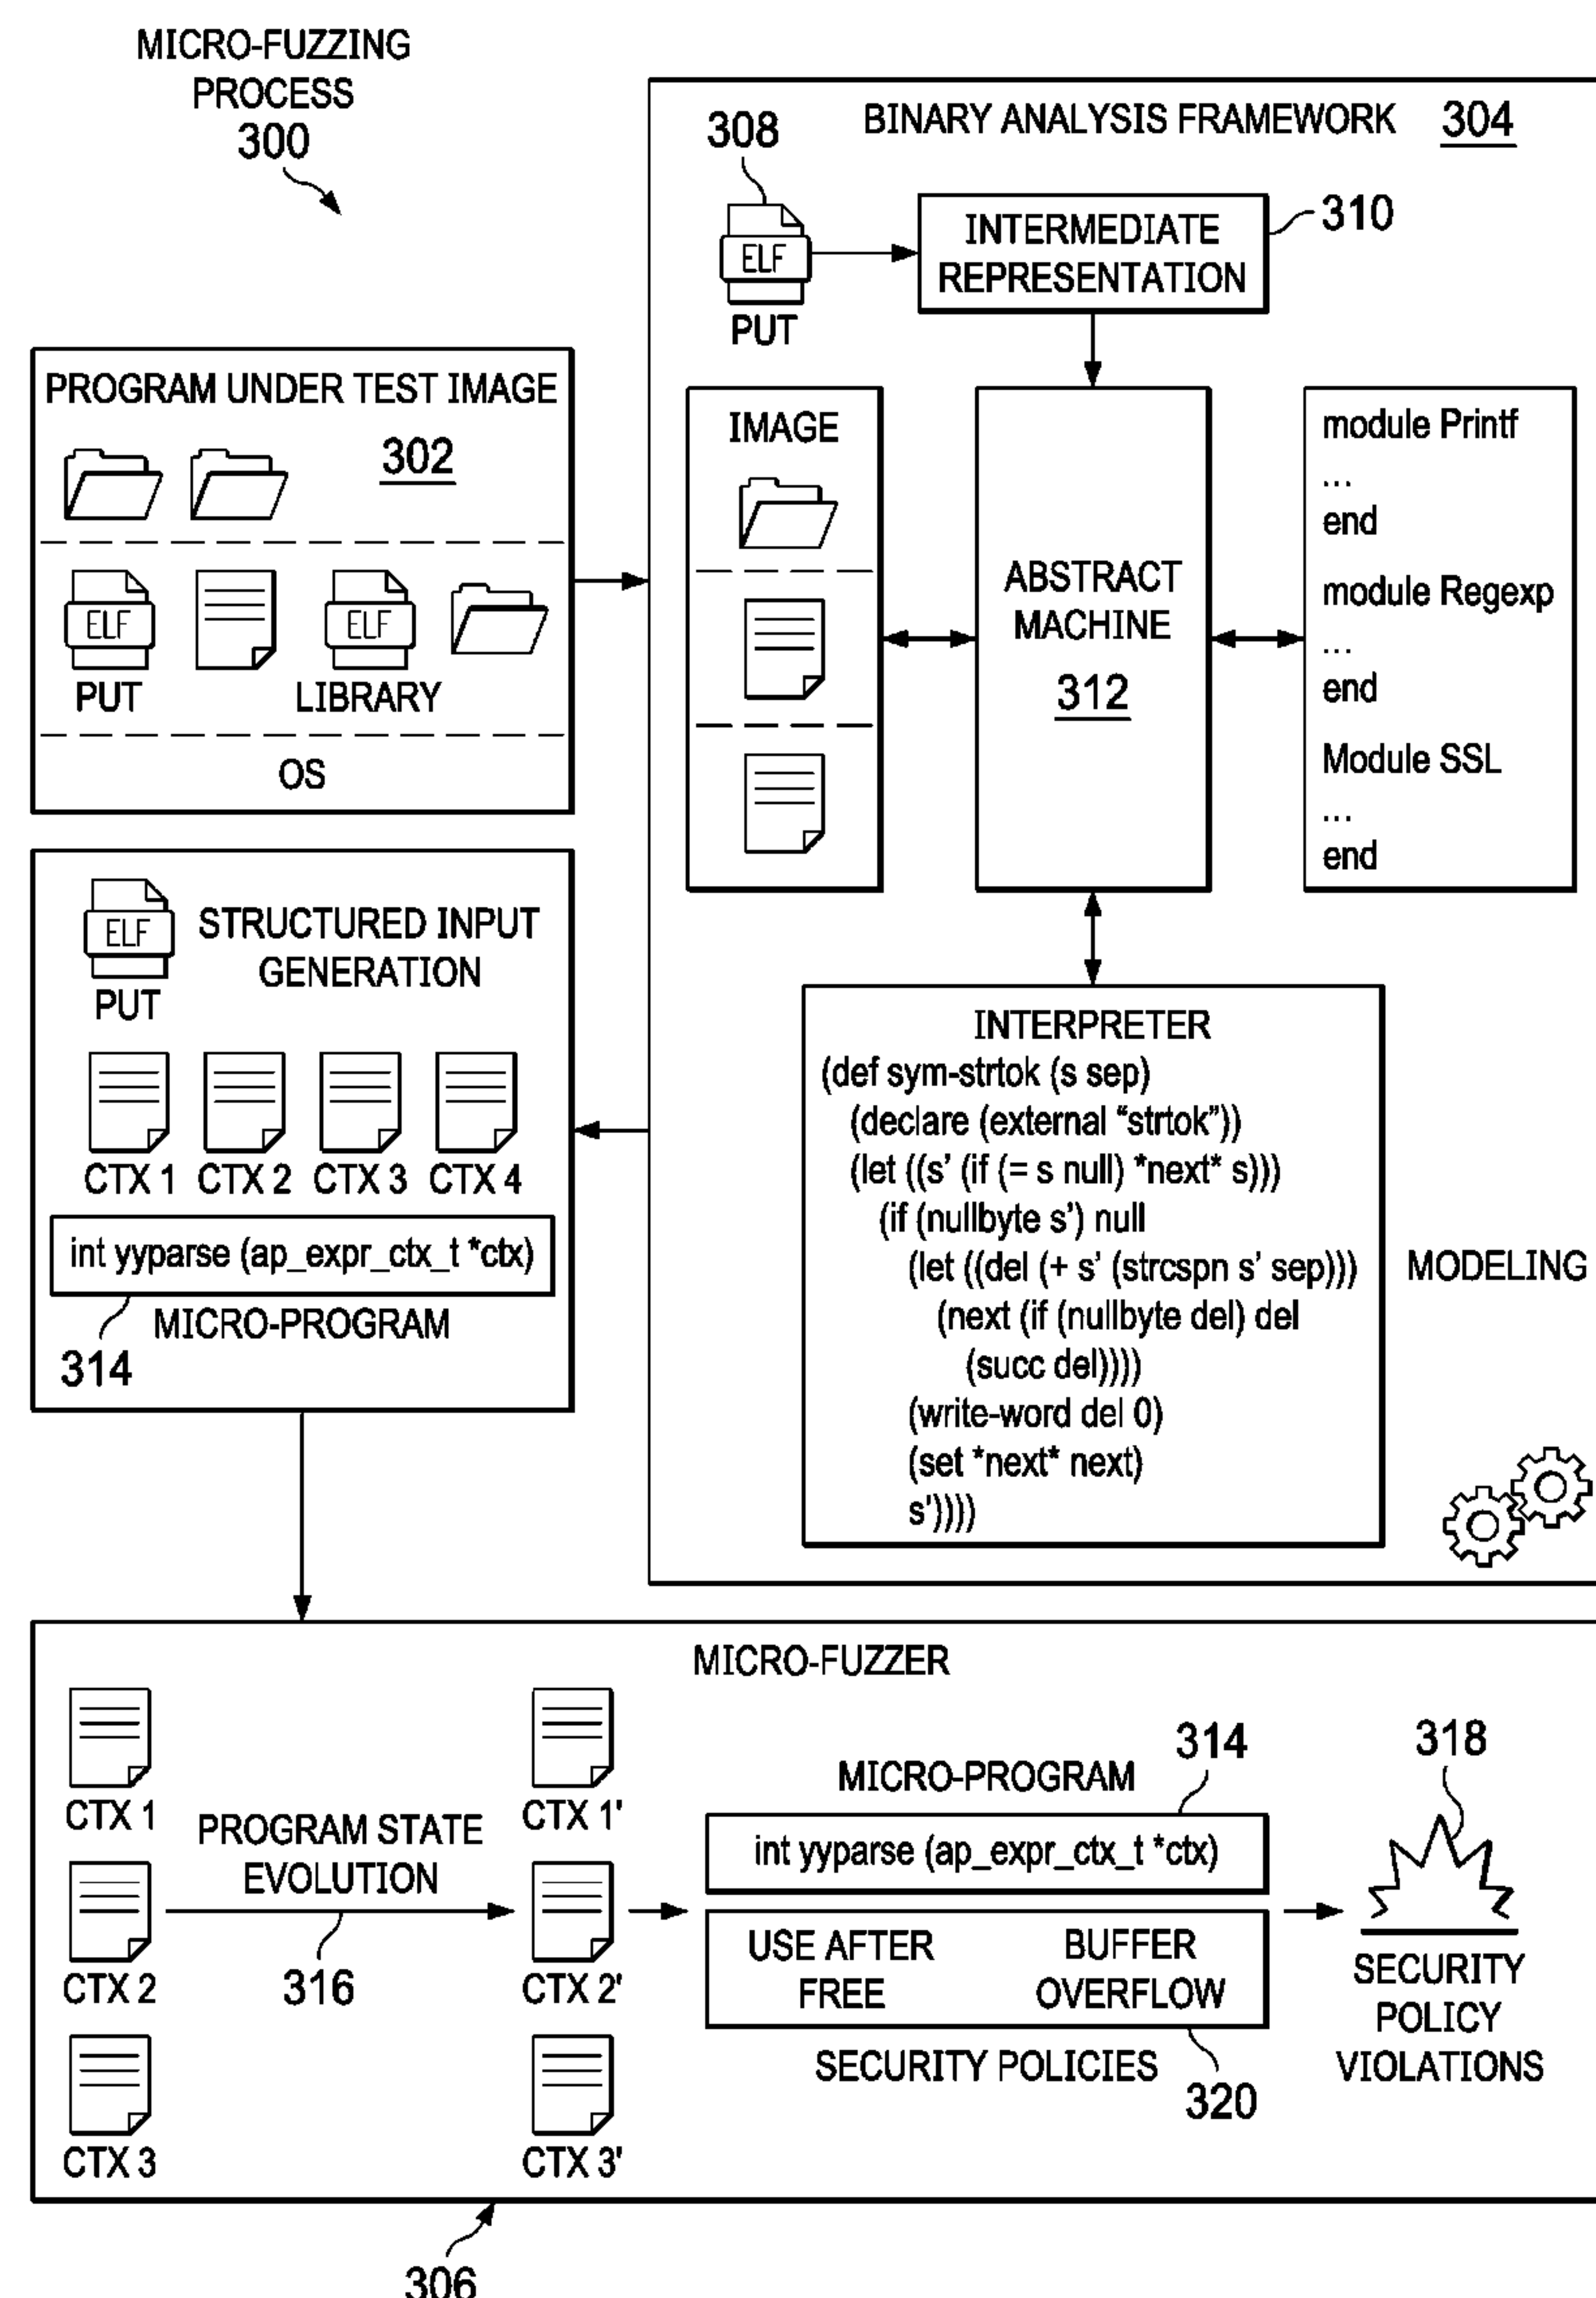 MICRO-FUZZING
PROCESS
300
PROGRAM UNDER TEST IMAGE
302
ELF
ELF
PUT
LIBRARY
OS
BINARY ANALYSIS FRAMEWORK 304
308
ELF
PUT
INTERMEDIATE
REPRESENTATION
310
IMAGE
ABSTRACT
MACHINE
312
module Printf
...
end
module Regexp
...
end
Module SSL
...
end
INTERPRETER
(def sym-strtok (s sep)
(declare (external “strtok”))
(let ((s’ (if (= s null) *next* s)))
(if (nullbyte s’) null
(let ((del (+ s’ (strcspn s’ sep)))
(next (if (nullbyte del) del
(succ del))))
(write-word del 0)
(set *next* next)
s’))))
MODELING
ELF
PUT
STRUCTURED INPUT
GENERATION
CTX 1 CTX 2 CTX 3 CTX 4
int yyparse (ap_expr_ctx_t *ctx)
MICRO-PROGRAM
314
MICRO-FUZZER
CTX 1
CTX 2
CTX 3
PROGRAM STATE
EVOLUTION
316
CTX 1'
CTX 2'
CTX 3'
MICRO-PROGRAM
314
int yyparse (ap_expr_ctx_t *ctx)
USE AFTER
FREE
BUFFER
OVERFLOW
SECURITY POLICIES
320
318
SECURITY
POLICY
VIOLATIONS
306